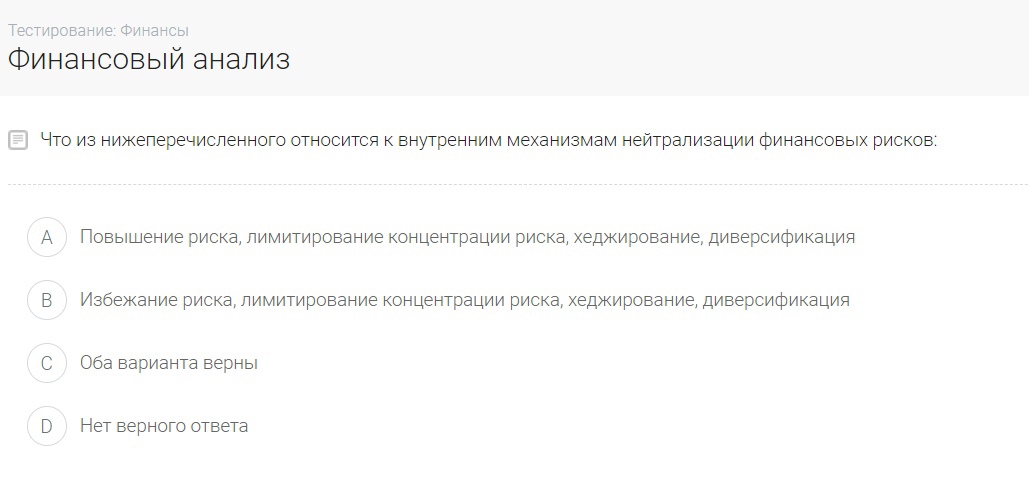 Тестирование: Финансы
Финансовый анализ
Что из нижеперечисленного относится к внутренним механизмам нейтрализации финансовых рисков:
A Повышение риска, лимитирование концентрации риска, хеджирование, диверсификация
B Избежание риска, лимитирование концентрации риска, хеджирование, диверсификация
C Оба варианта верны
D Нет верного ответа